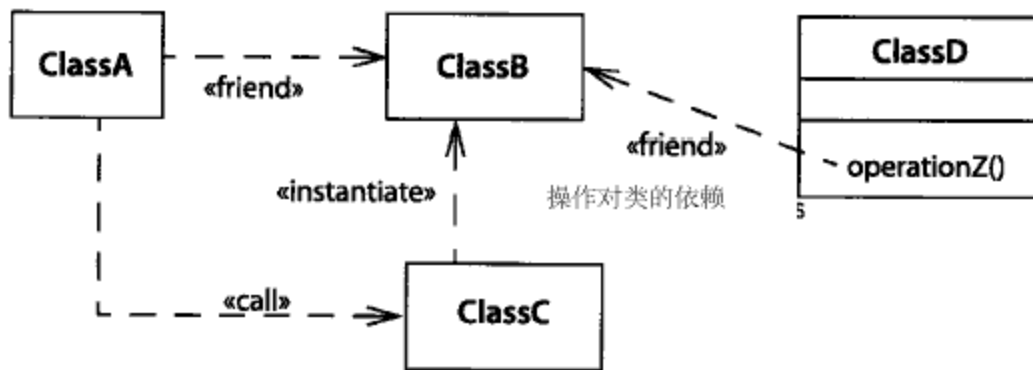 ClassA
«friend»
ClassB
ClassD
«friend»
operationZ()
«instantiate»
操作对类的依赖
«call»
ClassC